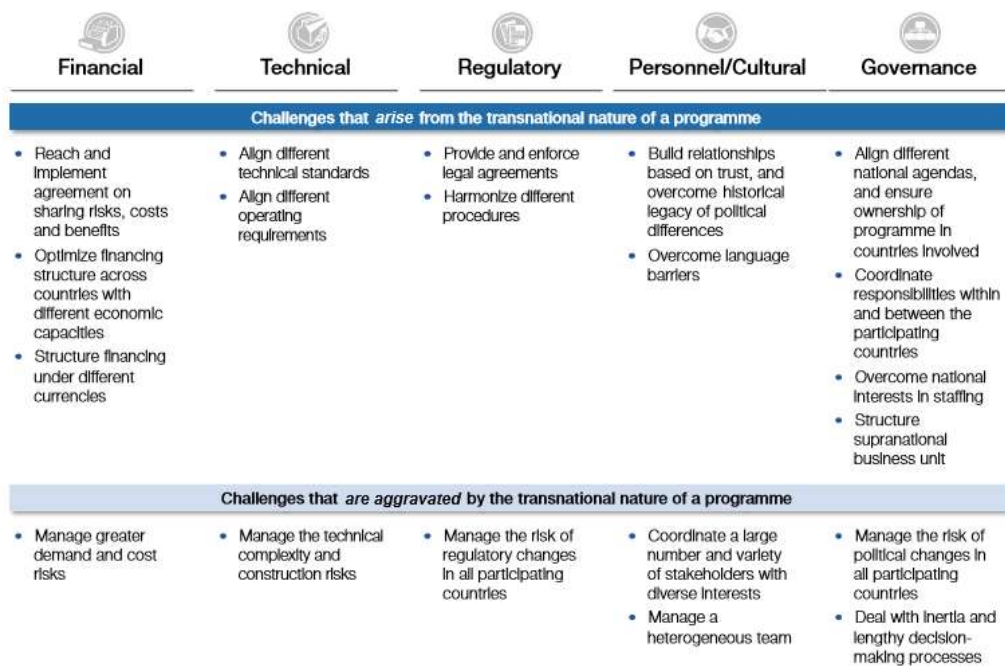 Financial
Technical
Regulatory
Personnel/Cultural
Governance
Challenges that arise from the transnational nature of a programme
• Reach and
implement
agreement on
sharing risks, costs
and benefits
• Optimize financing
structure across
countries with
different economic
capacities
• Structure financing
under different
currencies
• Align different
technical standards
• Align different
operating
requirements
• Provide and enforce
legal agreements
• Harmonize different
procedures
• Build relationships
based on trust, and
overcome historical
legacy of political
differences
• Overcome language
barriers
• Align different
national agendas,
and ensure
ownership of
programme in
countries involved
• Coordinate
responsibilities within
and between the
participating
countries
• Overcome national
interests in staffing
• Structure
supranational
business unit
Challenges that are aggravated by the transnational nature of a programme
• Manage greater
demand and cost
risks
• Manage the technical
complexity and
construction risks
• Manage the risk of
regulatory changes
in all participating
countries
• Coordinate a large
number and variety
of stakeholders with
diverse interests
• Manage a
heterogeneous team
• Manage the risk of
political changes in
all participating
countries
• Deal with inertia and
lengthy decision-
making processes